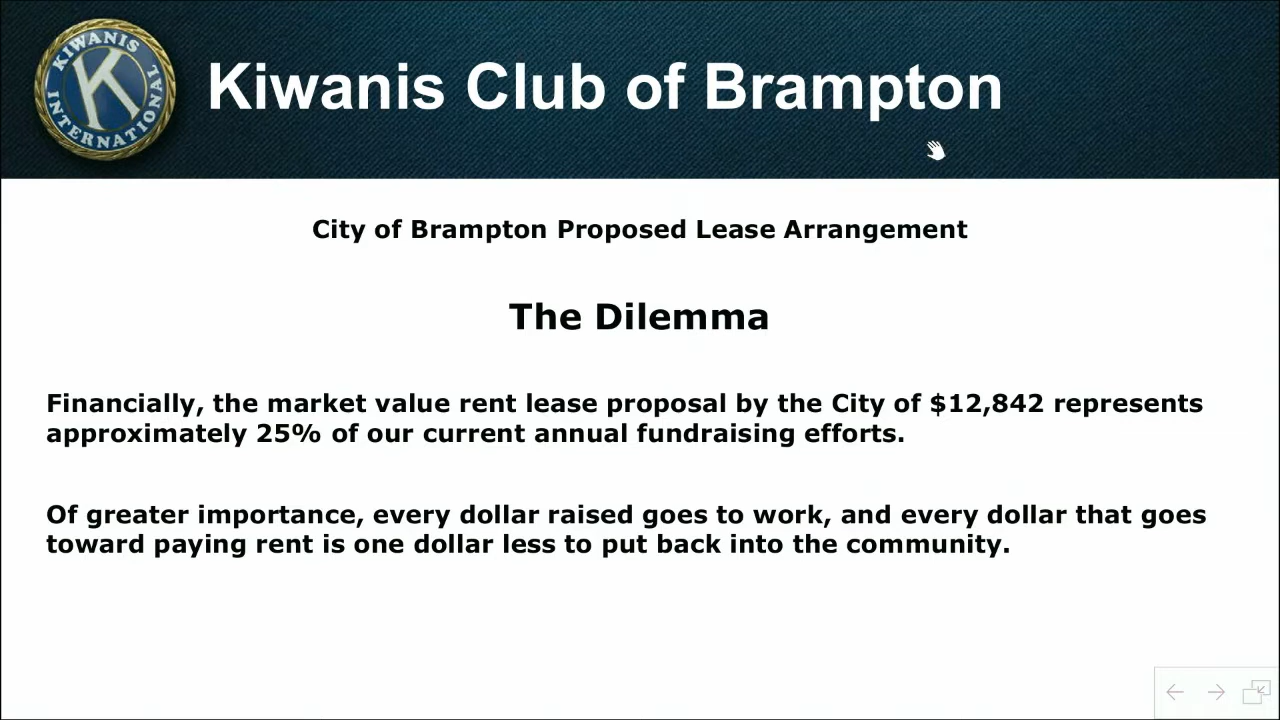 KIWANIS
K
INTERNATIONAL
Kiwanis Club of Brampton
City of Brampton Proposed Lease Arrangement
The Dilemma
Financially, the market value rent lease proposal by the City of $12,842 represents
approximately 25% of our current annual fundraising efforts.
Of greater importance, every dollar raised goes to work, and every dollar that goes
toward paying rent is one dollar less to put back into the community.